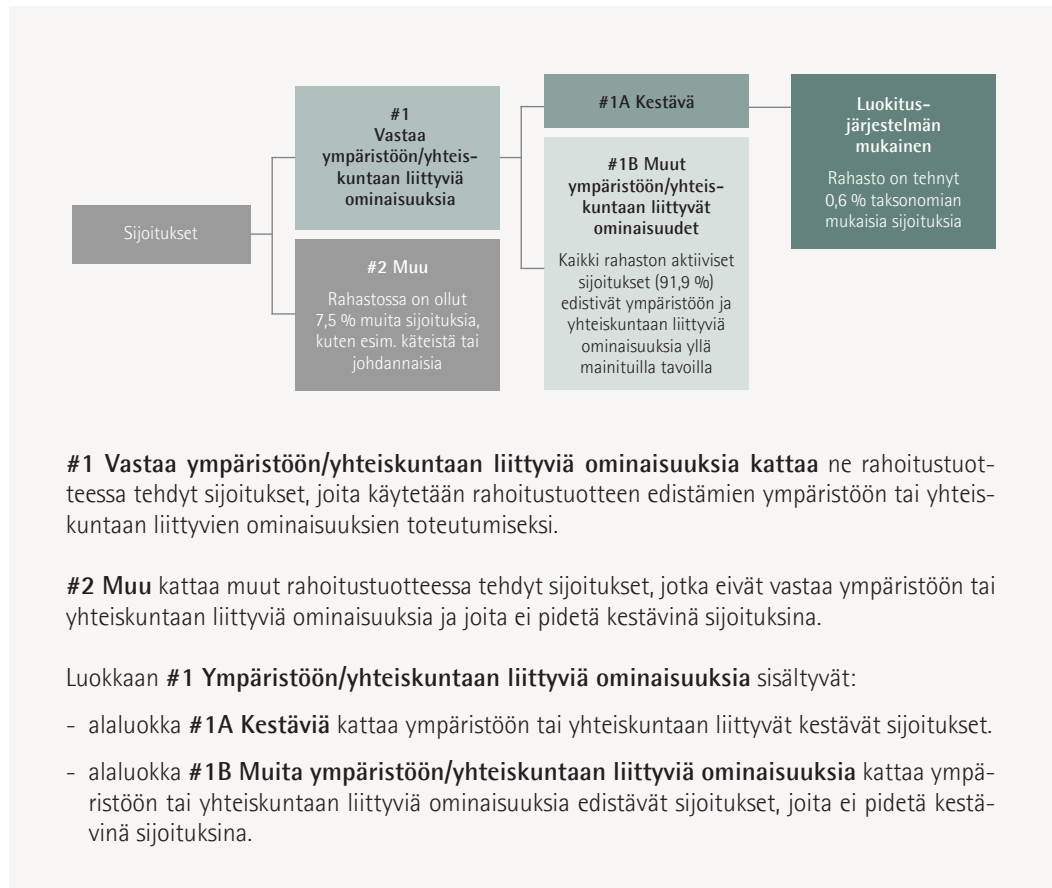 Sijoitukset
#1
Vastaa
ympäristöön/yhteis-
kuntaan liittyviä
ominaisuuksia
#2 Muu
Rahastossa on ollut
7,5 % muita sijoituksia,
kuten esim. käteistä tai
johdannaisia
#1A Kestävä
#1B Muut
ympäristöön/yhteis-
kuntaan liittyvät
ominaisuudet
Kaikki rahaston aktiiviset
sijoitukset (91,9 %)
edistivät ympäristöön ja
yhteiskuntaan liittyviä
ominaisuuksia yllä
mainituilla tavoilla
Luokitus-
järjestelmän
mukainen
Rahasto on tehnyt
0,6 % taksonomian
mukaisia sijoituksia
#1 Vastaa ympäristöön/yhteiskuntaan liittyviä ominaisuuksia kattaa ne rahoitustuot-
teessa tehdyt sijoitukset, joita käytetään rahoitustuotteen edistämien ympäristöön tai yhteis-
kuntaan liittyvien ominaisuuksien toteutumiseksi.
#2 Muu kattaa muut rahoitustuotteessa tehdyt sijoitukset, jotka eivät vastaa ympäristöön tai
yhteiskuntaan liittyviä ominaisuuksia ja joita ei pidetä kestävinä sijoituksina.
Luokkaan #1 Ympäristöön/yhteiskuntaan liittyviä ominaisuuksia sisältyvät:
- alaluokka #1A Kestäviä kattaa ympäristöön tai yhteiskuntaan liittyvät kestävät sijoitukset.
- alaluokka #1B Muita ympäristöön/yhteiskuntaan liittyviä ominaisuuksia kattaa ympä-
ristöön tai yhteiskuntaan liittyviä ominaisuuksia edistävät sijoitukset, joita ei pidetä kestä-
vinä sijoituksina.